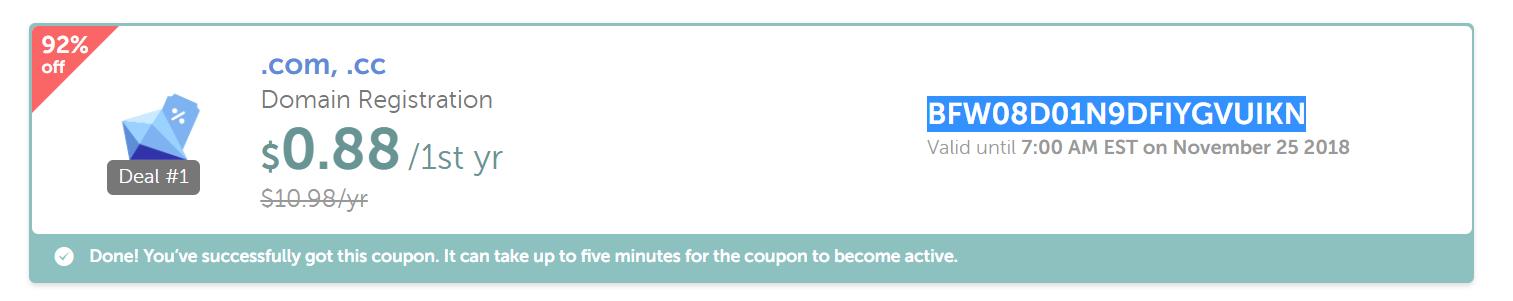 92%
off
.com, .cc
Domain Registration
$0.88 /1st yr
$10.98/yr
%
Deal #1
BFW08D01N9DFIYGVUIKN
Valid until 7:00 AM EST on November 25 2018
Done! You’ve successfully got this coupon. It can take up to five minutes for the coupon to become active.